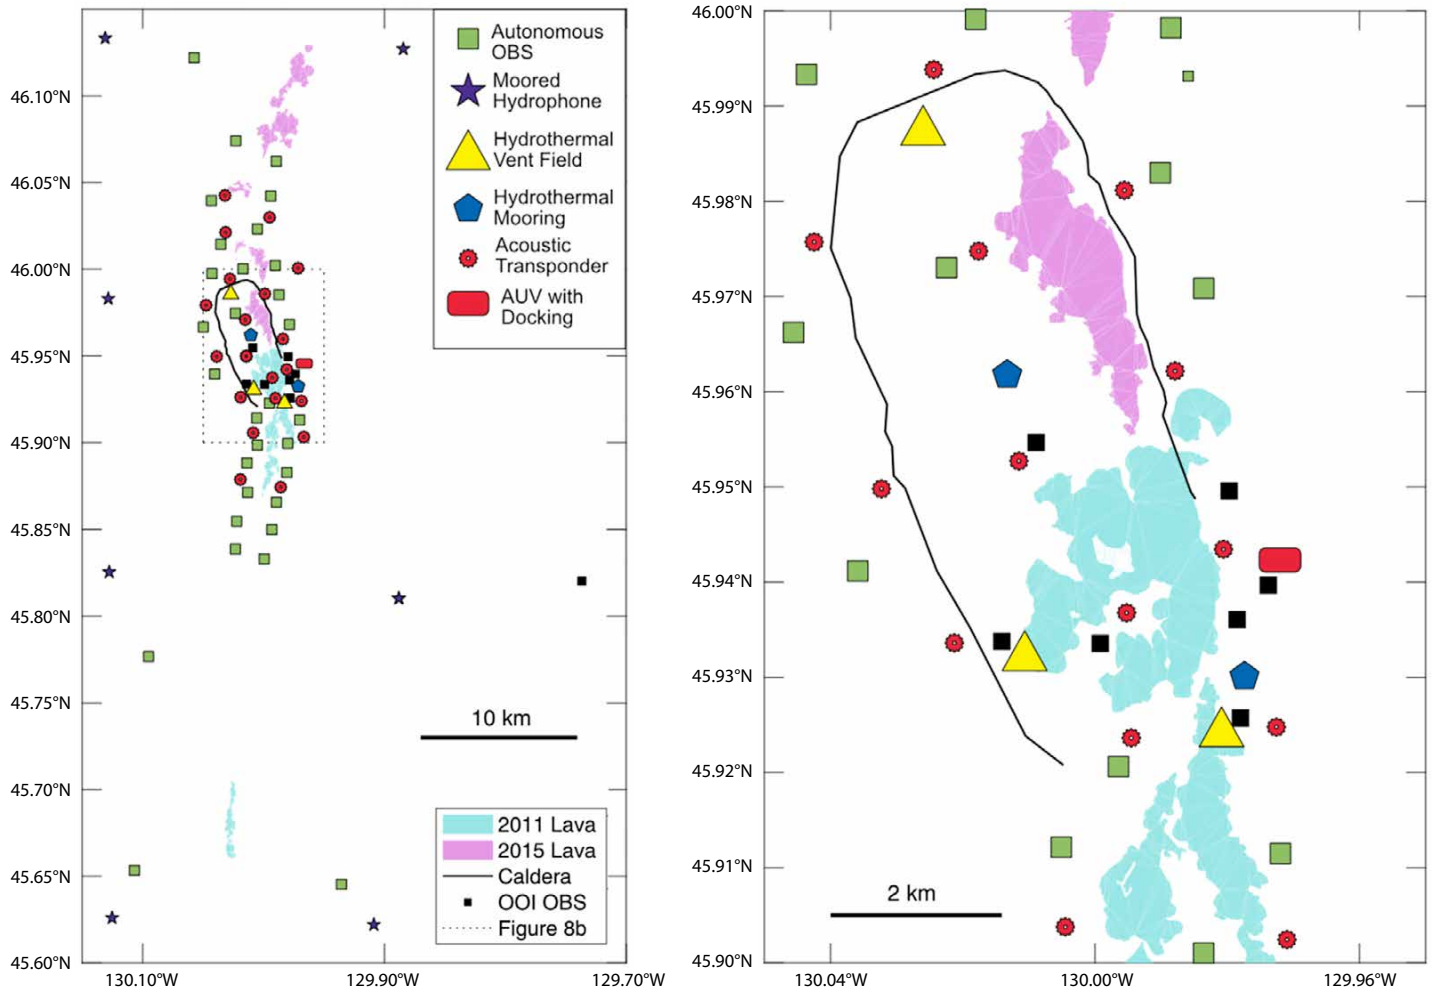 Autonomous
OBS
Moored
Hydrophone
Hydrothermal
Vent Field
Hydrothermal
Mooring
Acoustic
Transponder
AUV with
Docking
46.10°N
46.05°N
46.00°N
45.95°N
45.90°N
45.85°N
45.80°N
45.75°N
45.70°N
45.65°N
45.60°N
10 km
2011 Lava
2015 Lava
Caldera
OOI OBS
Figure 8b
130.10°W
129.90°W
129.70°W
46.00°N
45.99°N
45.98°N
45.97°N
45.96°N
45.95°N
45.94°N
45.93°N
45.92°N
45.91°N
45.90°N
2 km
130.04°W
130.00°W
129.96°W